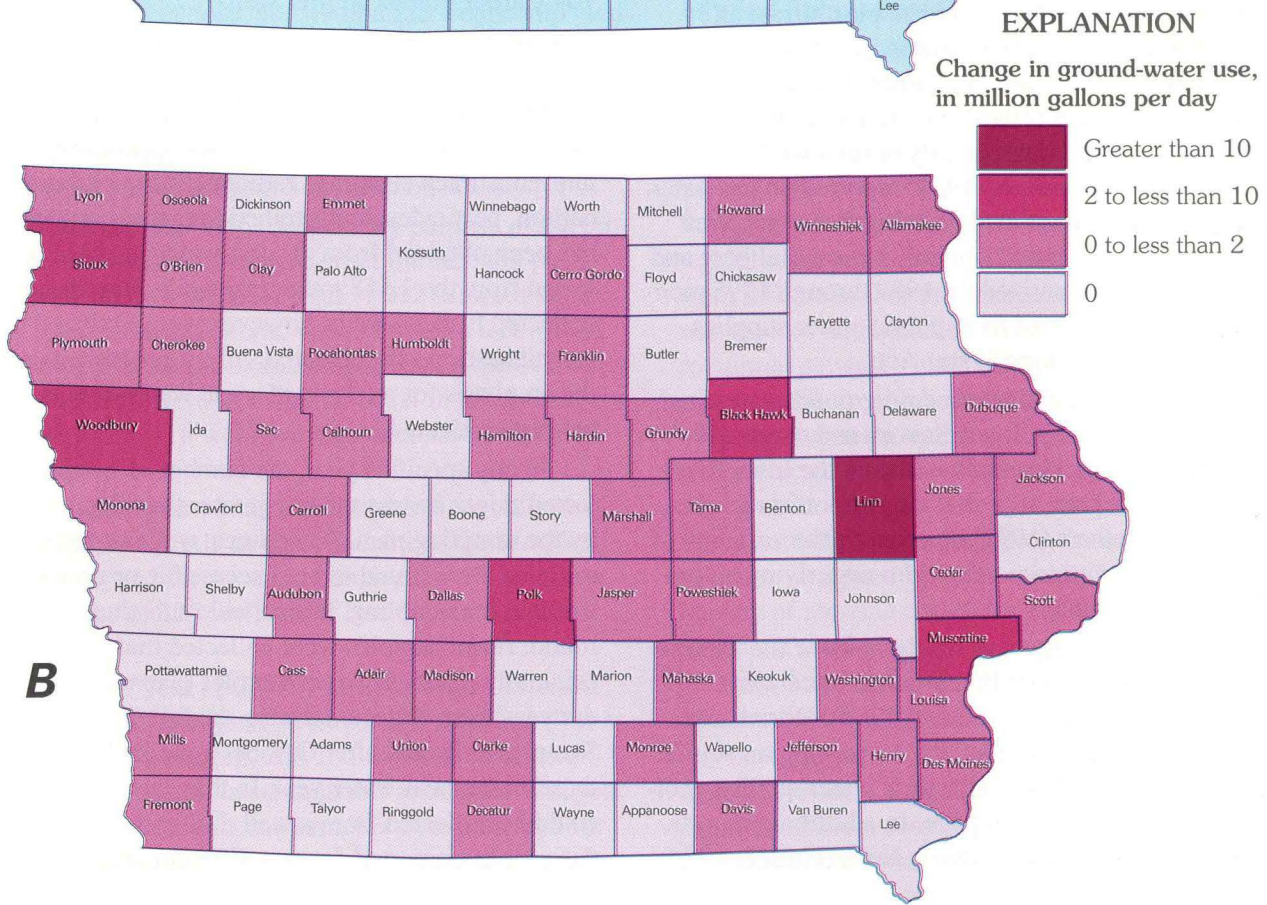 Lee
EXPLANATION
Change in ground-water use,
in million gallons per day
Greater than 10
2 to less than 10
0 to less than 2
0
Lyon
Osceola
Dickinson
Emmet
Winnebago
Worth
Mitchell
Howard
Winneshiek
Allamakee
Sioux
O'Brien
Clay
Palo Alto
Kossuth
Hancock
Cerro Gordo
Floyd
Chickasaw
Fayette
Clayton
Plymouth
Cherokee
Buena Vista
Pocahontas
Humboldt
Wright
Franklin
Butler
Bremer
Woodbury
Ida
Sac
Calhoun
Webster
Hamilton
Hardin
Grundy
Black Hawk
Buchanan
Delaware
Dubuque
Monona
Crawford
Carroll
Greene
Boone
Story
Marshall
Tama
Benton
Linn
Jones
Jackson
Clinton
Harrison
Shelby
Audubon
Guthrie
Dallas
Polk
Jasper
Poweshiek
Iowa
Johnson
Cedar
Scott
Muscatine
B
Pottawattamie
Cass
Adair
Madison
Warren
Marion
Mahaska
Keokuk
Washington
Louisa
Mills
Montgomery
Adams
Union
Clarke
Lucas
Monroe
Wapello
Jefferson
Henry
Des Moines
Fremont
Page
Talyor
Ringgold
Decatur
Wayne
Appanoose
Davis
Van Buren
Lee